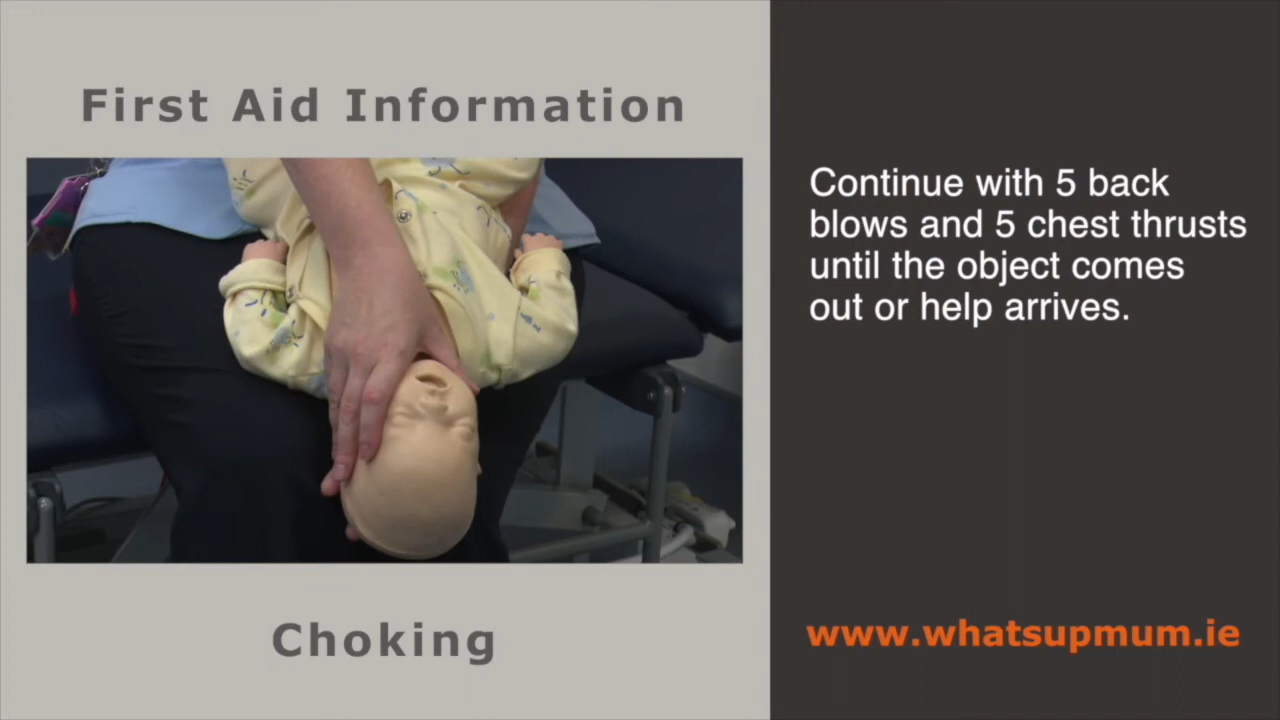 First Aid Information
Continue with 5 back
blows and 5 chest thrusts
until the object comes
out or help arrives.
Choking
www.whatsupmum.ie